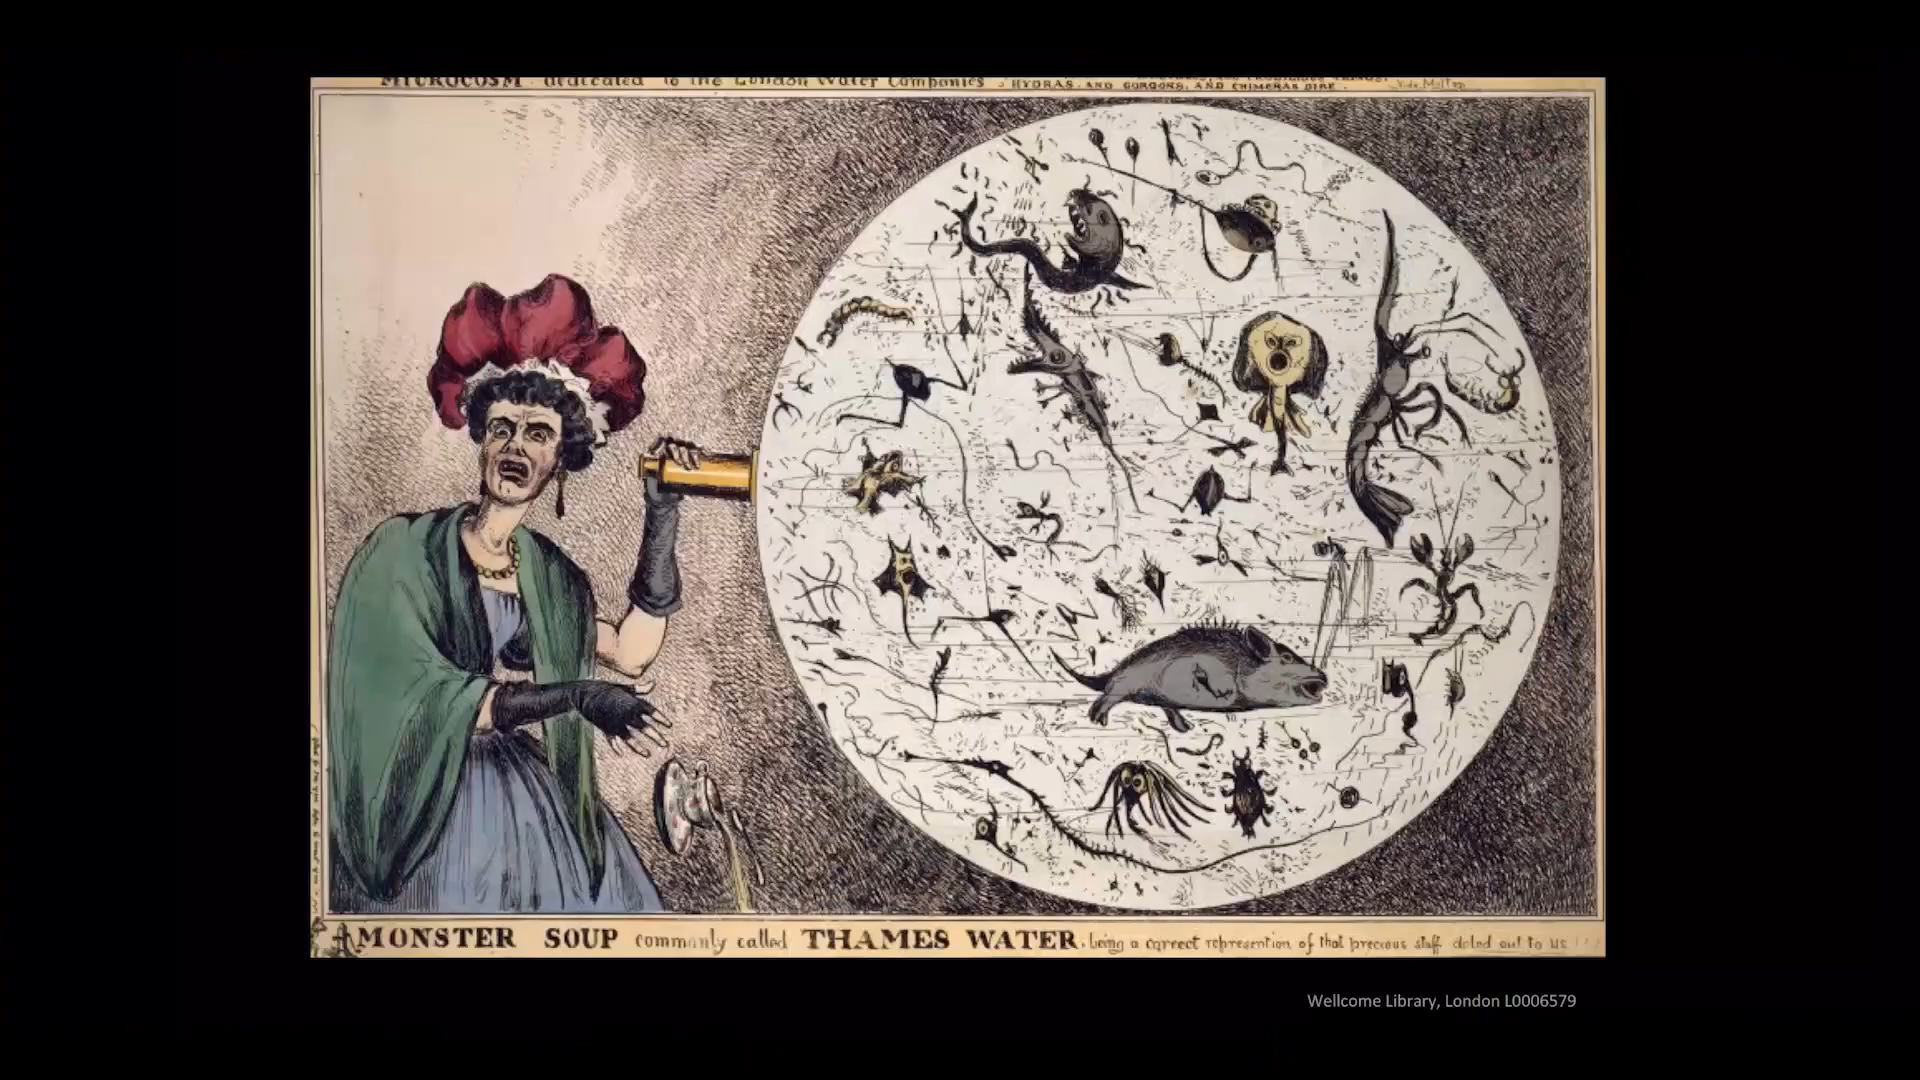 MICROCOSM dedicated to the London Water Companies
HYDRAS, AND GORGONS, AND CHIMERAS DIRE. Vide Milton
MONSTER SOUP commonly called THAMES WATER, being a correct represention of that precious stuff doled out to us!!!
Wellcome Library, London L0006579